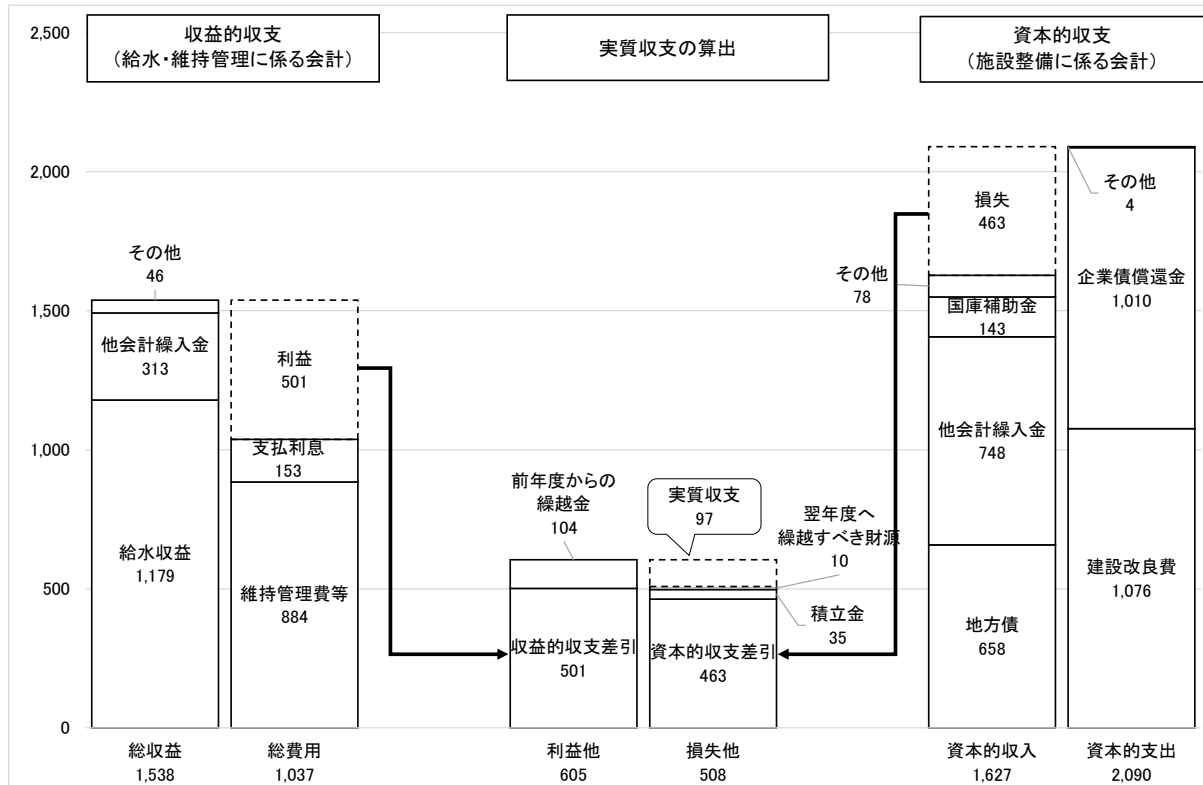 収益的収支
（給水・維持管理に係る会計）
実質収支の算出
資本的収支
（施設整備に係る会計）
2,500
2,000
1,500
1,000
500
0
その他
46
他会計繰入金
313
給水収益
1,179
利益
501
支払利息
153
維持管理費等
884
前年度からの
繰越金
104
収益的収支差引
501
実質収支
97
翌年度へ
繰越すべき財源
10
積立金
35
資本的収支差引
463
損失
463
その他
78
国庫補助金
143
他会計繰入金
748
地方債
658
その他
4
企業債償還金
1,010
建設改良費
1,076
総収益
1,538
総費用
1,037
利益他
605
損失他
508
資本的収入
1,627
資本的支出
2,090